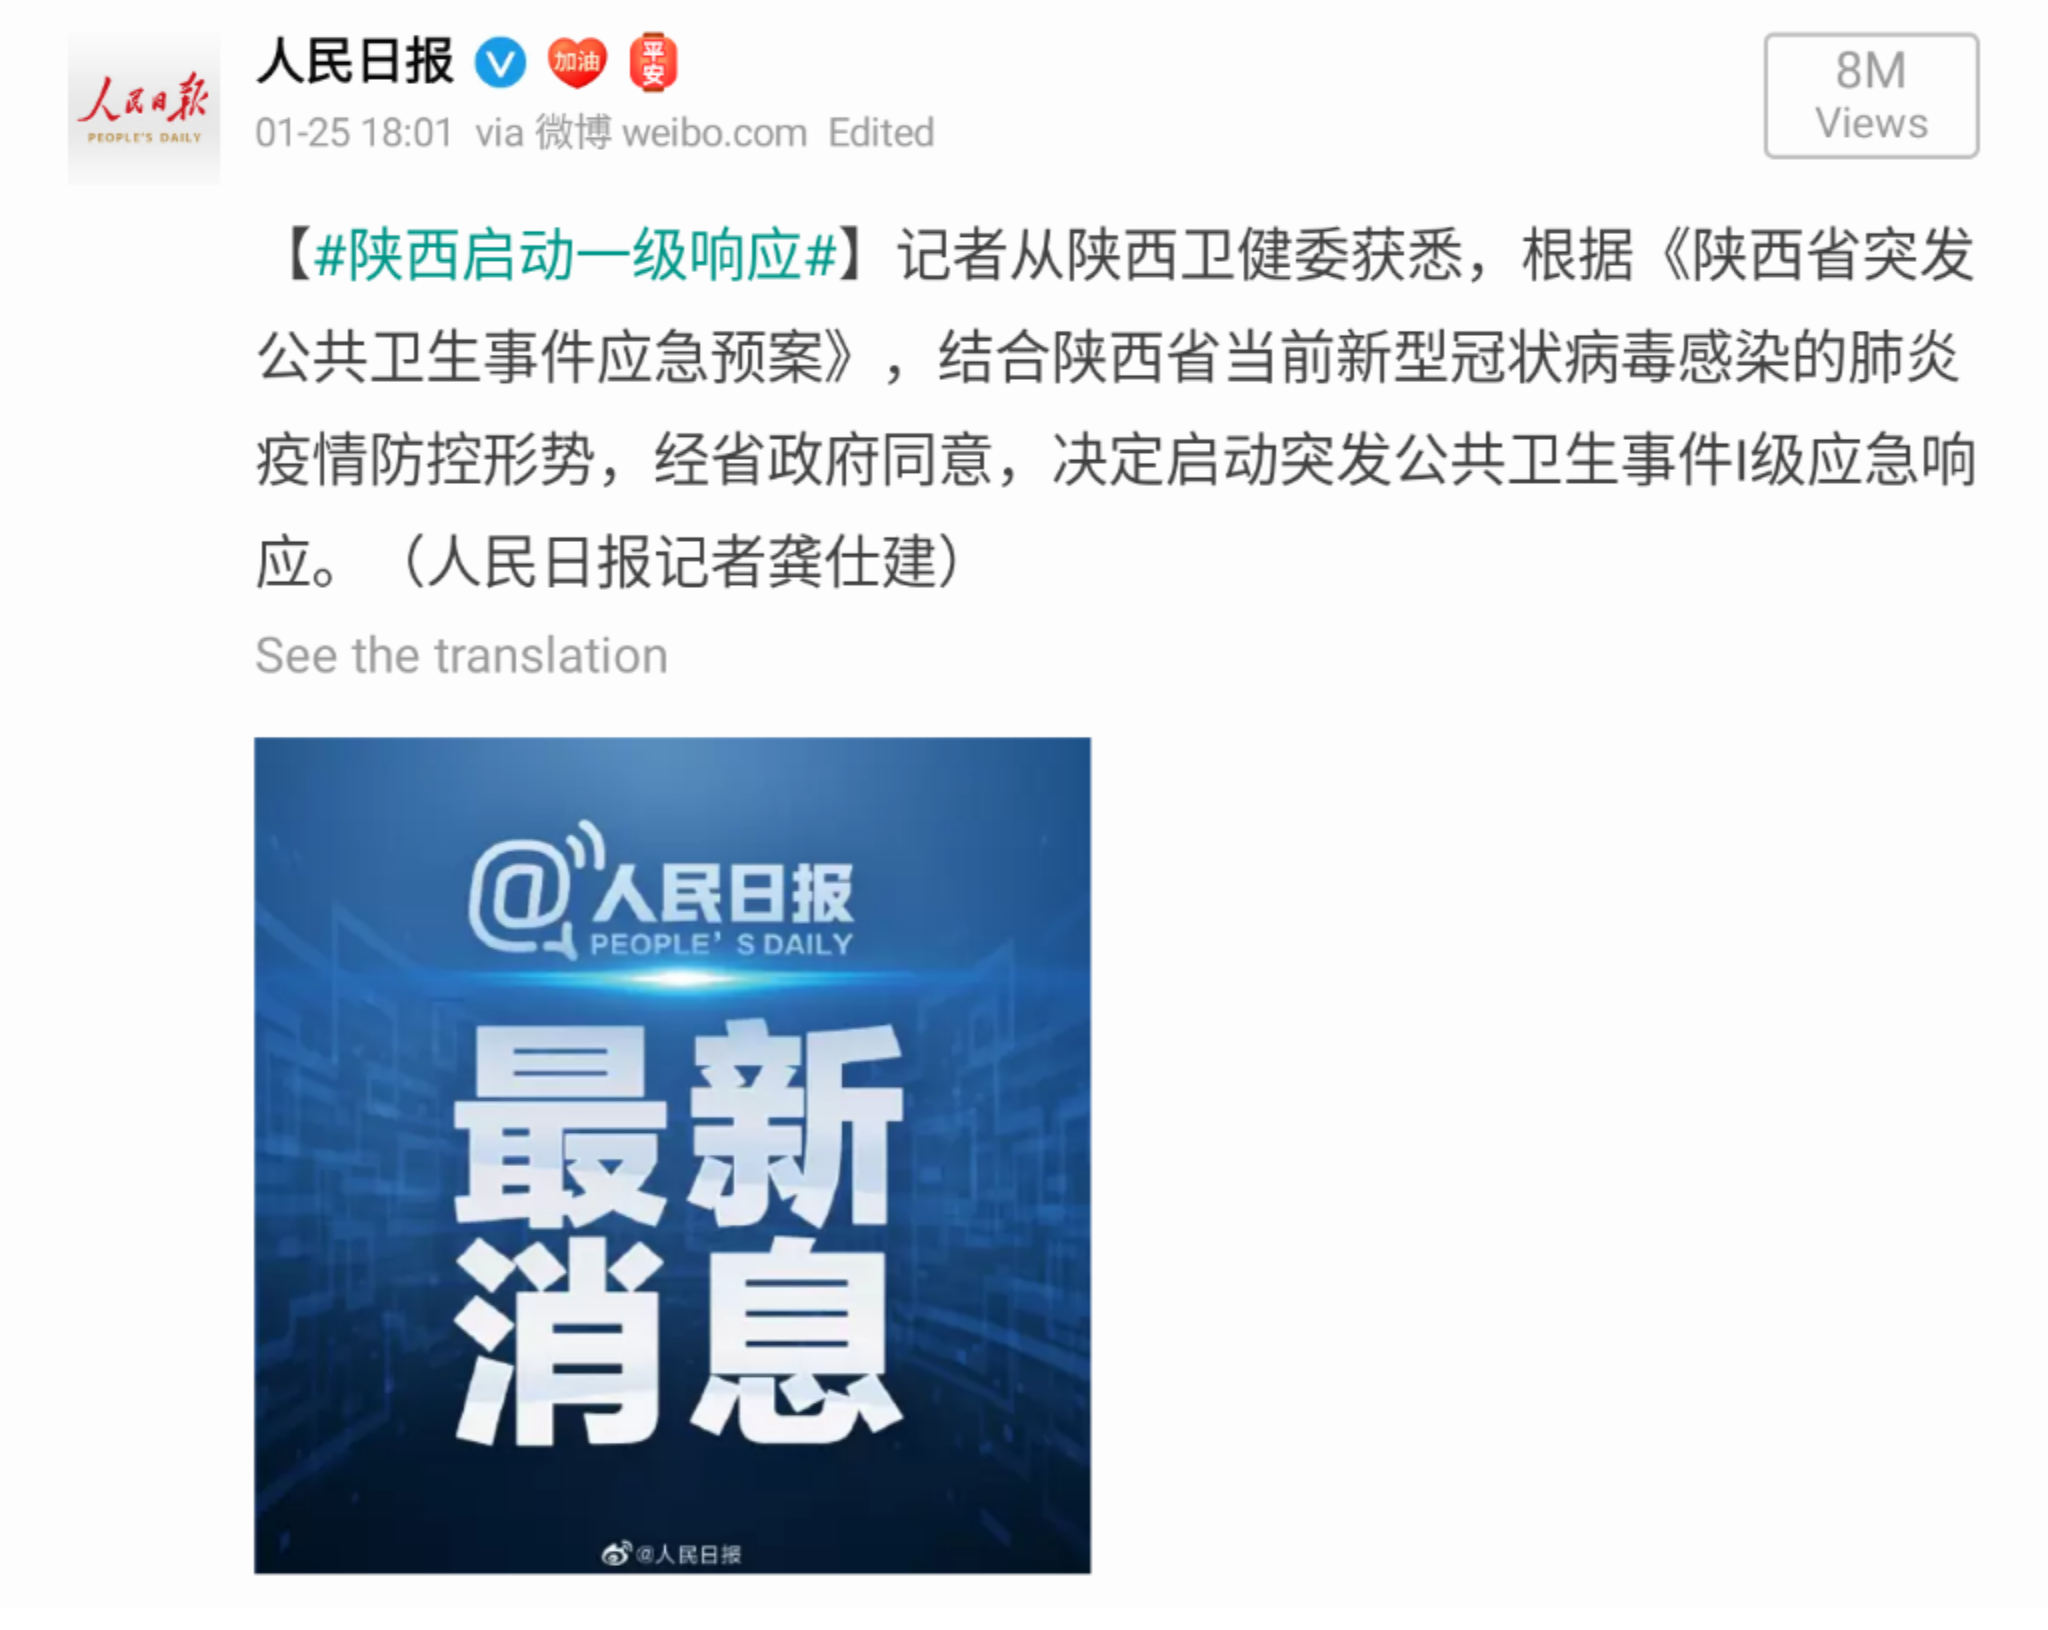 人民日报
PEOPLE'S DAILY
人民日报 V 加油 平安
01-25 18:01 via 微博 weibo.com Edited
8M
Views
【#陕西启动一级响应#】记者从陕西卫健委获悉，根据《陕西省突发
公共卫生事件应急预案》，结合陕西省当前新型冠状病毒感染的肺炎
疫情防控形势，经省政府同意，决定启动突发公共卫生事件I级应急响
应。（人民日报记者龚仕建）
See the translation
@人民日报
PEOPLE'S DAILY
最新
消息
@人民日报